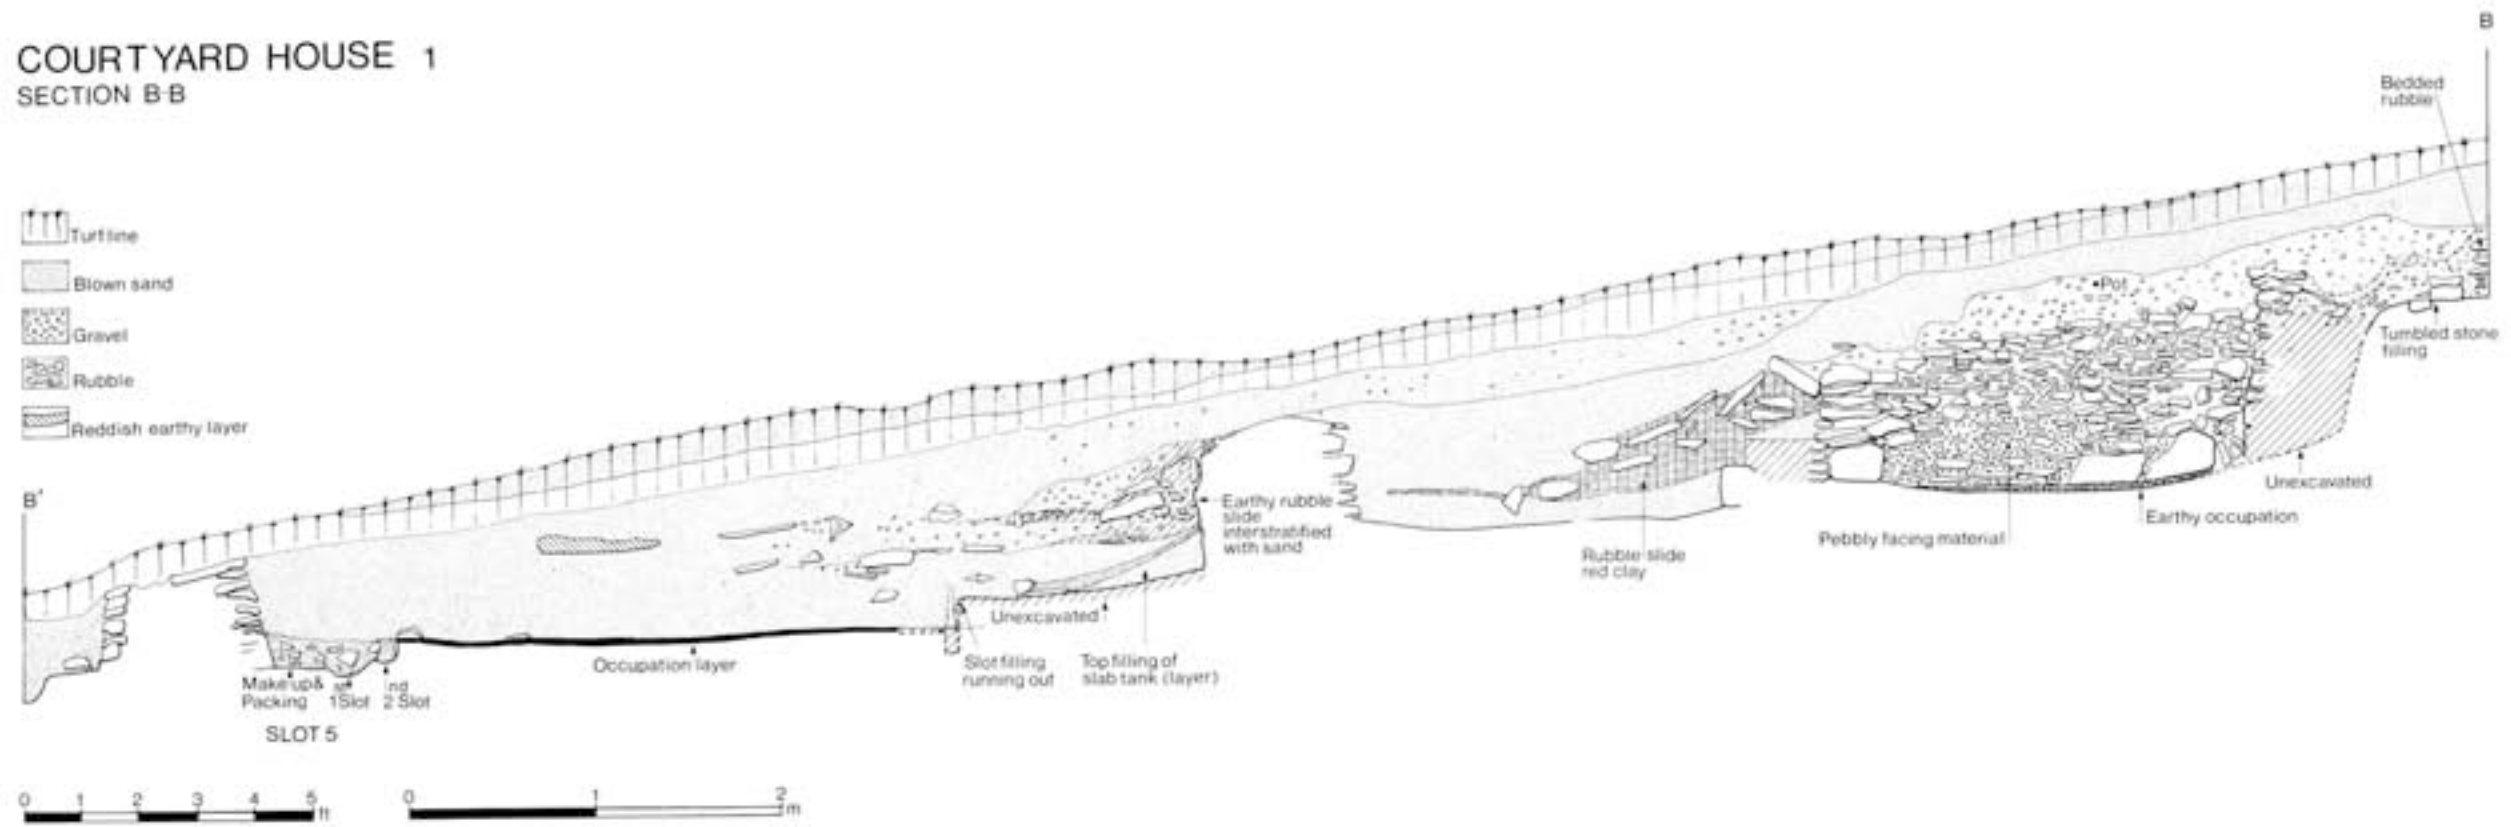 COURTYARD HOUSE 1
SECTION B-B
B
Bedded
rubble
Turf line
Blown sand
Gravel
Rubble
Reddish earthy layer
Pot
Tumbled stone
filling
B'
Unexcavated
Earthy rubble
slide
interstratified
with sand
Earthy occupation
Pebbly facing material
Rubble slide
red clay
Unexcavated
Occupation layer
Slot filling
running out
Top filling of
slab tank (layer)
Make up &
Packing
1st Slot
2nd Slot
SLOT 5
0 1 2 3 4 5 ft
0 1 2 m